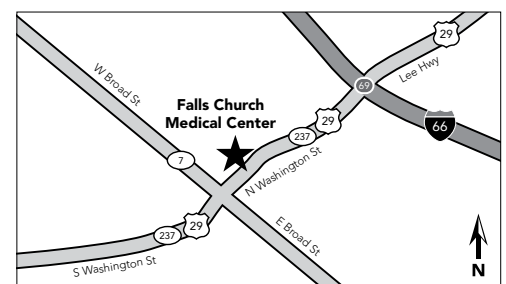 29
W Broad St
Lee Hwy
69
Falls Church
Medical Center
29
66
237
7
N Washington St
29
237
E Broad St
S Washington St
N